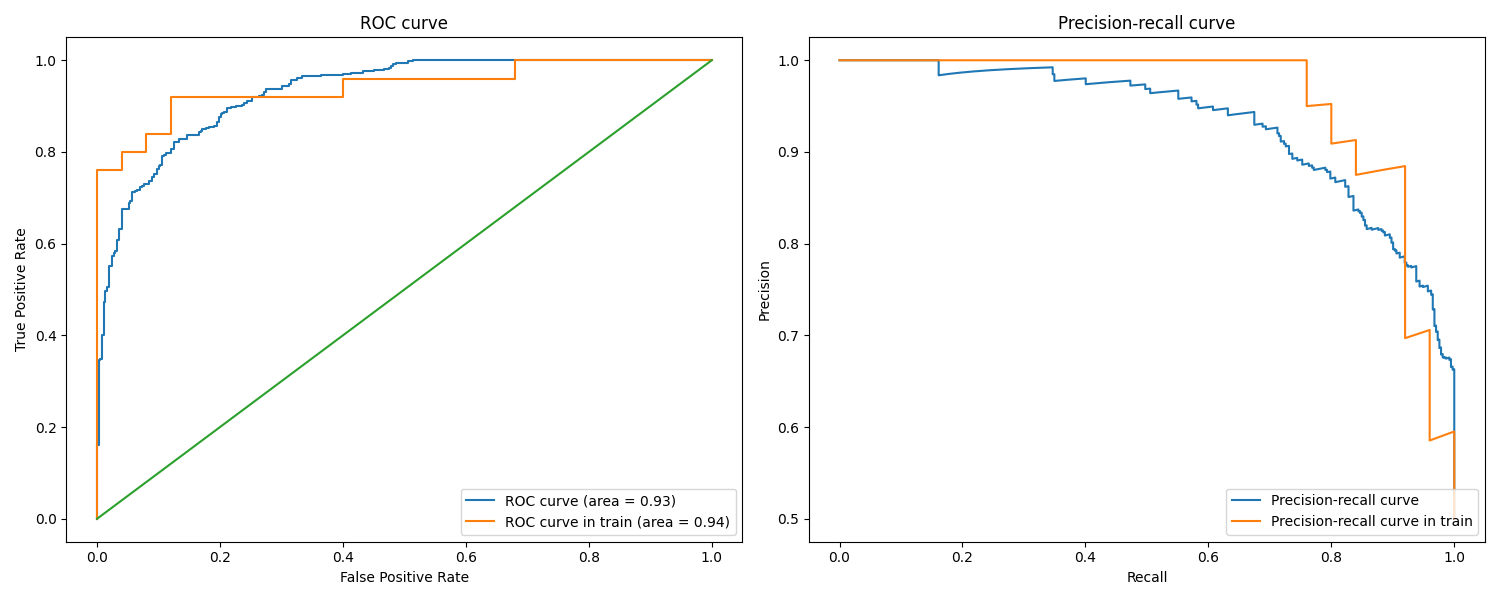 ROC curve
True Positive Rate
1.0
0.8
0.6
0.4
0.2
0.0
ROC curve (area = 0.93)
ROC curve in train (area = 0.94)
0.0 0.2 0.4 0.6 0.8 1.0
False Positive Rate
Precision-recall curve
Precision
1.0
0.9
0.8
0.7
0.6
0.5
Precision-recall curve
Precision-recall curve in train
0.0 0.2 0.4 0.6 0.8 1.0
Recall